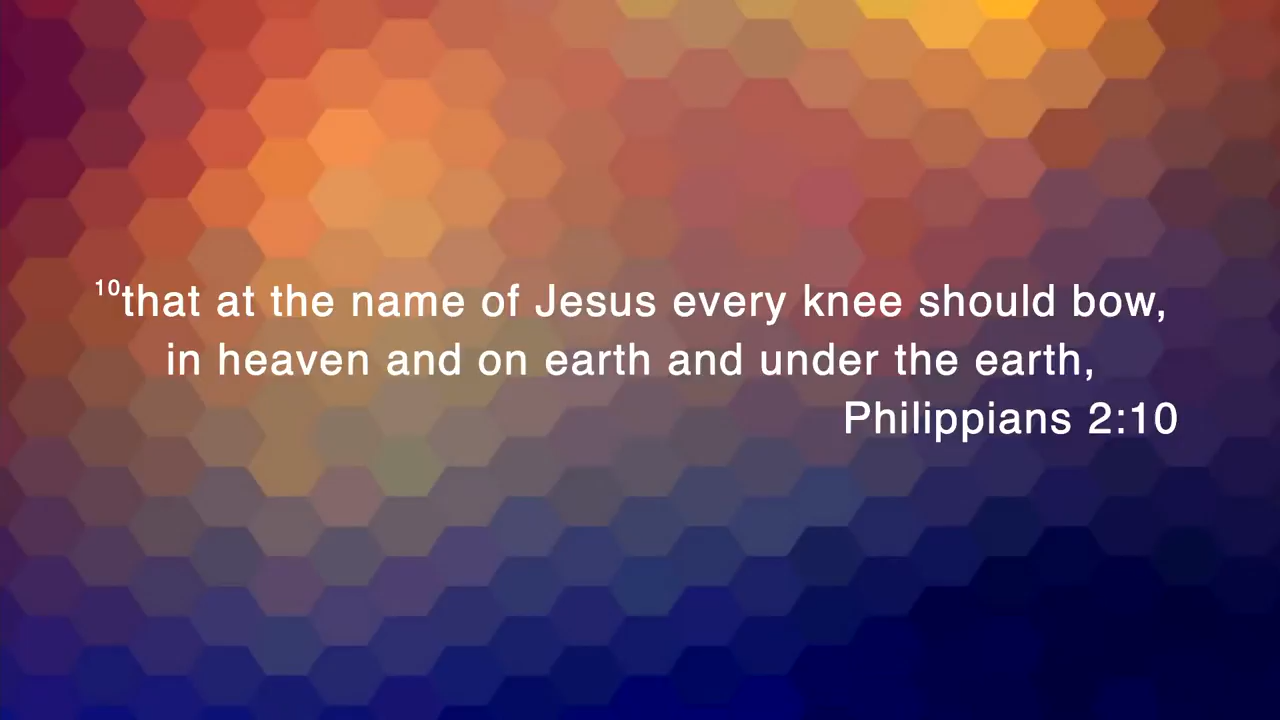 10that at the name of Jesus every knee should bow,
in heaven and on earth and under the earth,
Philippians 2:10